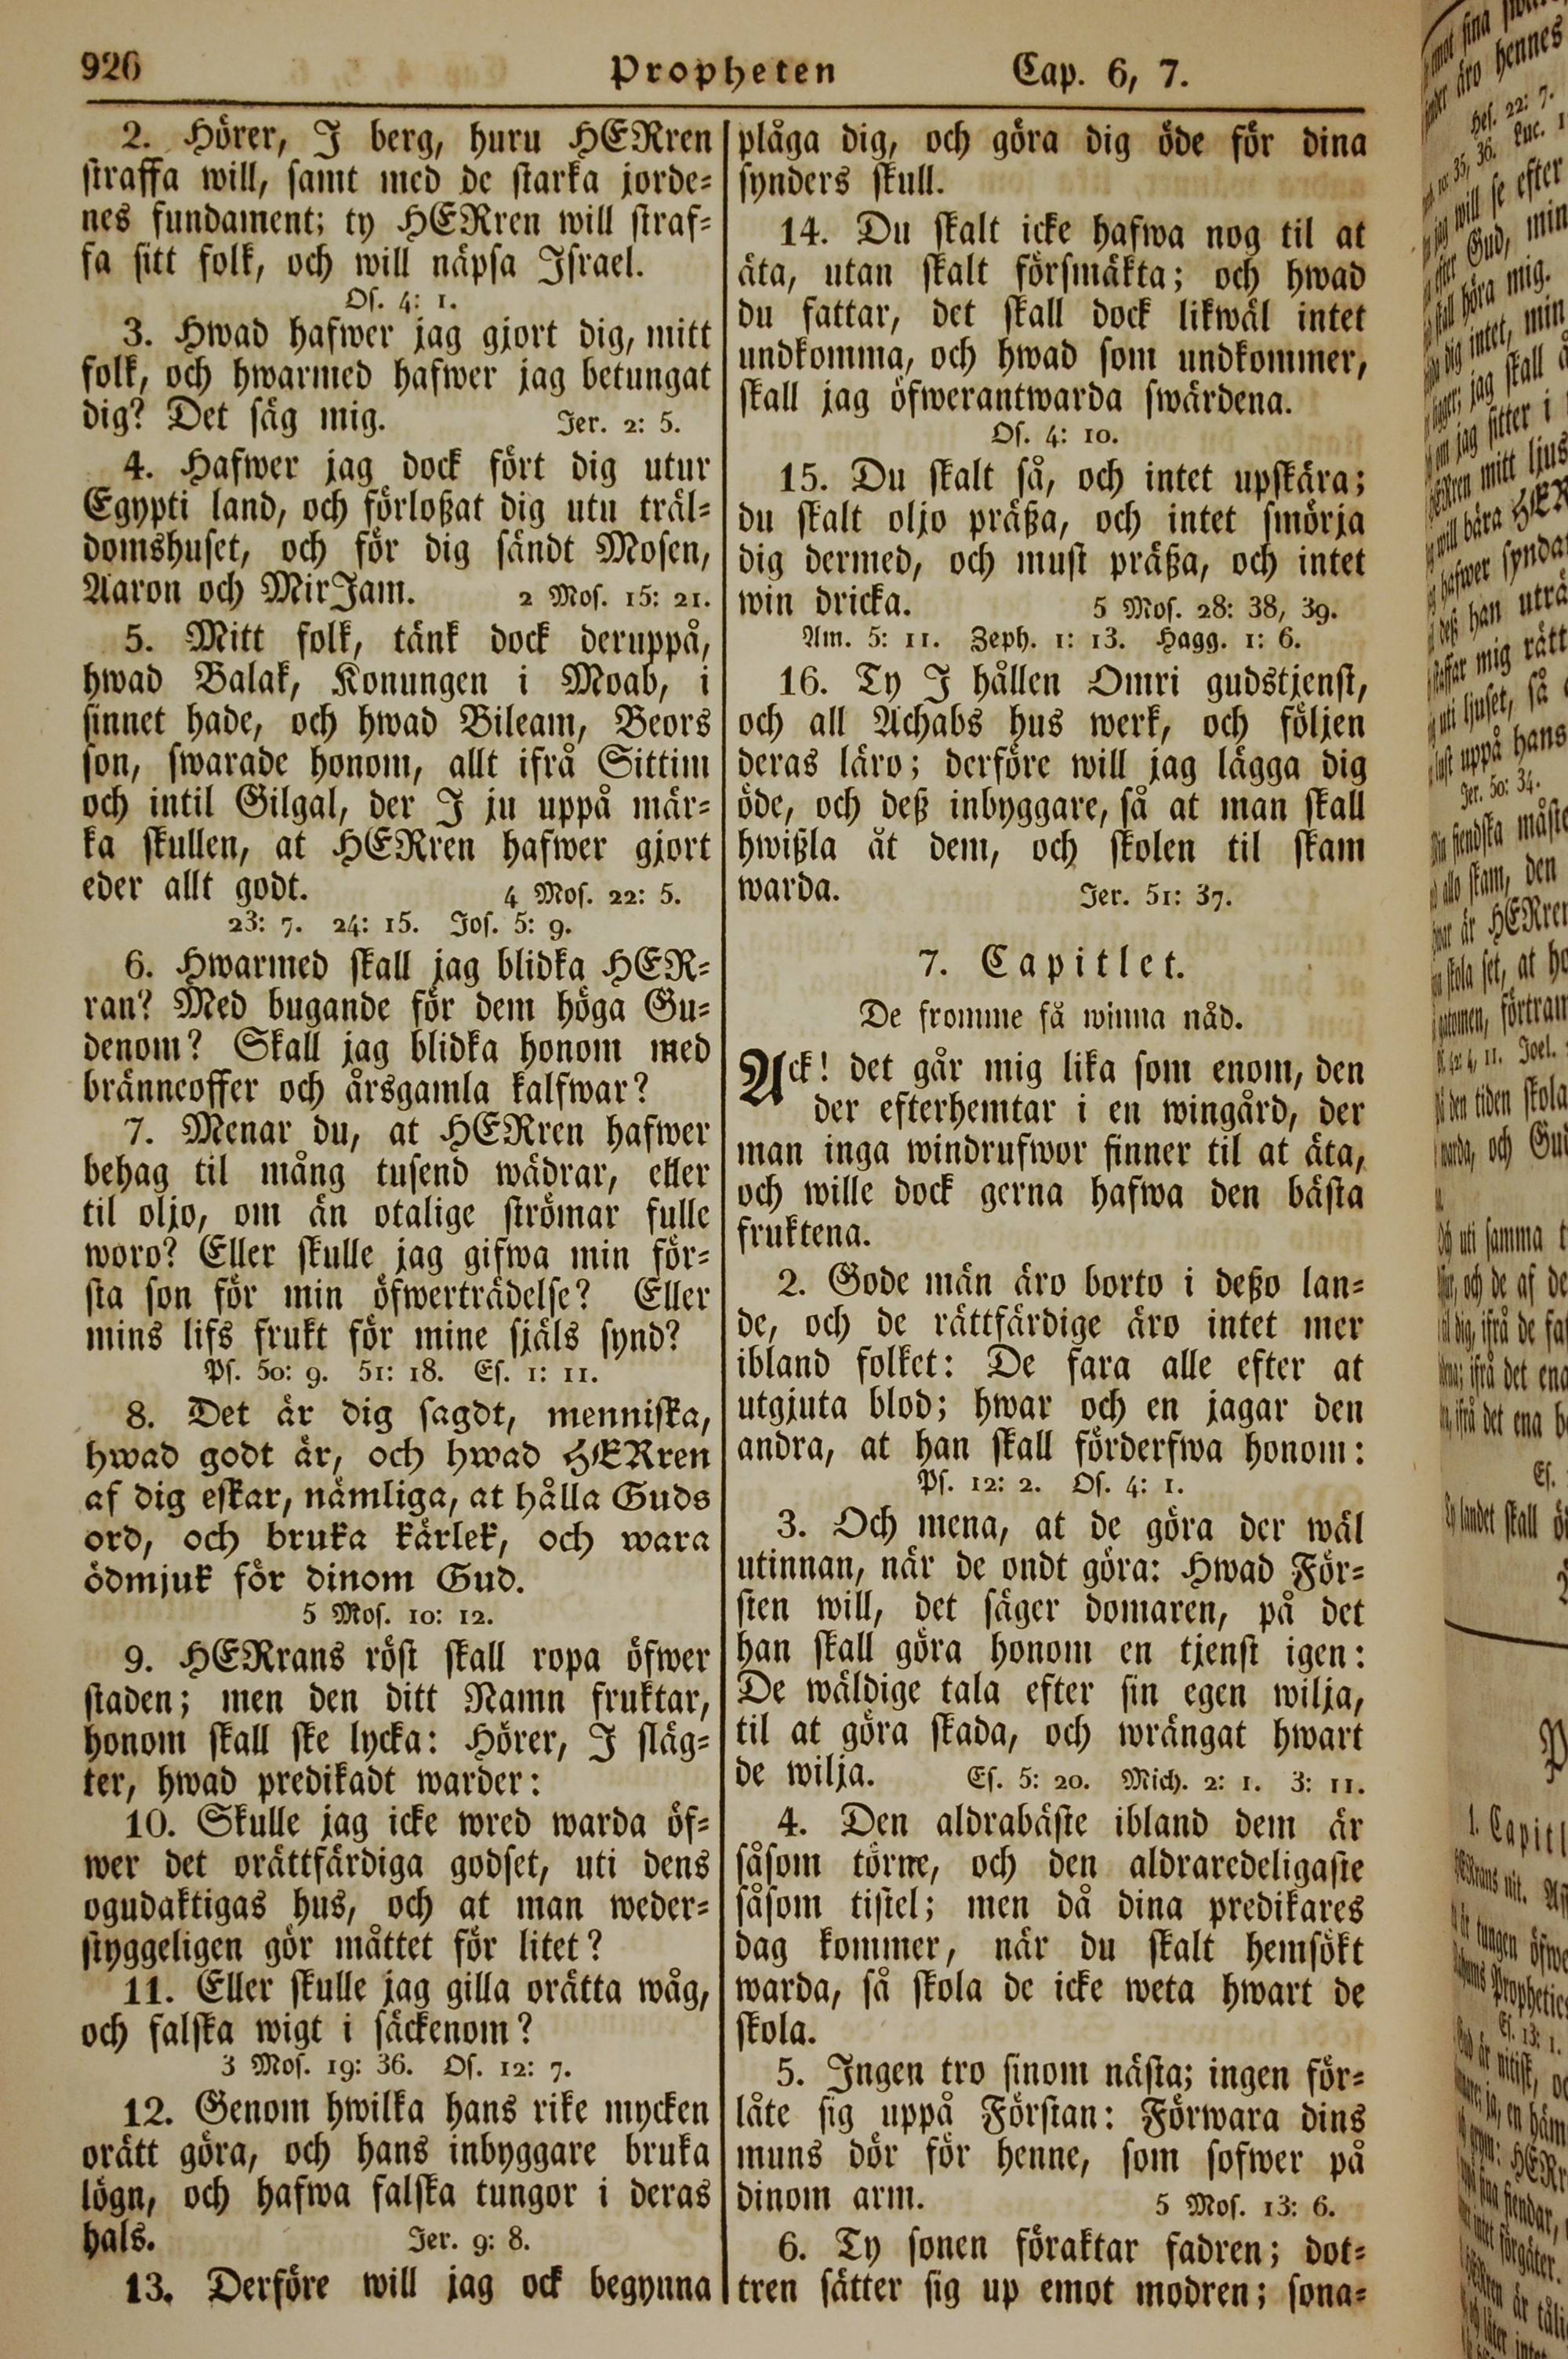 926
Propheten
Cap. 6, 7.
2. Hörer, J berg, huru HERren
straffa will, samt med de starka jorde=
nes fundament; ty HERren will straf=
fa sitt folk, och will näpsa Jsrael.
Os. 4: 1.
3. Hwad hafwer jag gjort dig, mitt
folk, och hwarmed hafwer jag betungat
dig? Det säg mig. Jer. 2: 5.
4. Hafwer jag dock fört dig utur
Egypti land, och förloßat dig utu träl=
domshuset, och för dig sändt Mosen,
Aaron och MirJam. 2 Mos. 15: 21.
5. Mitt folk, tänk dock deruppå,
hwad Balak, Konungen i Moab, i
sinnet hade, och hwad Bileam, Beors
son, swarade honom, allt ifrå Sittim
och intil Gilgal, der J ju uppå mär=
ka skullen, at HERren hafwer gjort
eder allt godt. 4 Mos. 22: 5.
23: 7. 24: 15. Jos. 5: 9.
6. Hwarmed skall jag blidka HER=
ran? Med bugande för dem höga Gu=
denom? Skall jag blidka honom med
bränneoffer och årsgamla kalfwar?
7. Menar du, at HERren hafwer
behag til mång tusend wädrar, eller
til oljo, om än otalige strömar fulle
woro? Eller skulle jag gifwa min för=
sta son för min öfwerträdelse? Eller
mins lifs frukt för mine själs synd?
Ps. 50: 9. 51: 18. Es. 1: 11.
8. Det är dig sagdt, menniska,
hwad godt är, och hwad HERren
af dig eskar, nämliga, at hålla Guds
ord, och bruka kärlek, och wara
ödmjuk för dinom Gud.
5 Mos. 10: 12.
9. HERrans röst skall ropa öfwer
staden; men den ditt Namn fruktar,
honom skall ske lycka: Hörer, J släg=
ter, hwad predikadt warder:
10. Skulle jag icke wred warda öf=
wer det orättfärdiga godset, uti dens
ogudaktigas hus, och at man weder=
styggeligen gör måttet för litet?
11. Eller skulle jag gilla orätta wåg,
och falska wigt i säckenom?
3 Mos. 19: 36. Os. 12: 7.
12. Genom hwilka hans rike mycken
orätt göra, och hans inbyggare bruka
lögn, och hafwa falska tungor i deras
hals. Jer. 9: 8.
13. Derföre will jag ock begynna
plåga dig, och göra dig öde för dina
synders skull.
14. Du skalt icke hafwa nog til at
äta, utan skalt försmäkta; och hwad
du fattar, det skall dock likwäl intet
undkomma, och hwad som undkommer,
skall jag öfwerantwarda swärdena.
Os. 4: 10.
15. Du skalt så, och intet upskära;
du skalt oljo präßa, och intet smörja
dig dermed, och must präßa, och intet
win dricka. 5 Mos. 28: 38, 39.
Am. 5: 11. Zeph. 1: 13. Hagg. 1: 6.
16. Ty J hållen Omri gudstjenst,
och all Achabs hus werk, och följen
deras läro; derföre will jag lägga dig
öde, och deß inbyggare, så at man skall
hwißla åt dem, och skolen til skam
warda. Jer. 51: 37.
7. Capitlet.
De fromme få winna nåd.
Ack! det går mig lika som enom, den
der efterhemtar i en wingård, der
man inga windrufwor finner til at äta,
och wille dock gerna hafwa den bästa
fruktena.
2. Gode män äro borto i deßo lan=
de, och de rättfärdige äro intet mer
ibland folket: De fara alle efter at
utgjuta blod; hwar och en jagar den
andra, at han skall förderfwa honom:
Ps. 12: 2. Os. 4: 1.
3. Och mena, at de göra der wäl
utinnan, när de ondt göra: Hwad För=
sten will, det säger domaren, på det
han skall göra honom en tjenst igen:
De wäldige tala efter sin egen wilja,
til at göra skada, och wrängat hwart
de wilja. Es. 5: 20. Mich. 2: 1. 3: 11.
4. Den aldrabäste ibland dem är
såsom törne, och den aldraredeligaste
såsom tistel; men då dina predikares
dag kommer, när du skalt hemsökt
warda, så skola de icke weta hwart de
skola.
5. Jngen tro sinom nästa; ingen för=
låte sig uppå Förstan: Förwara dins
muns dör för henne, som sofwer på
dinom arm. 5 Mos. 13: 6.
6. Ty sonen föraktar fadren; dot=
tren sätter sig up emot modren; sona=